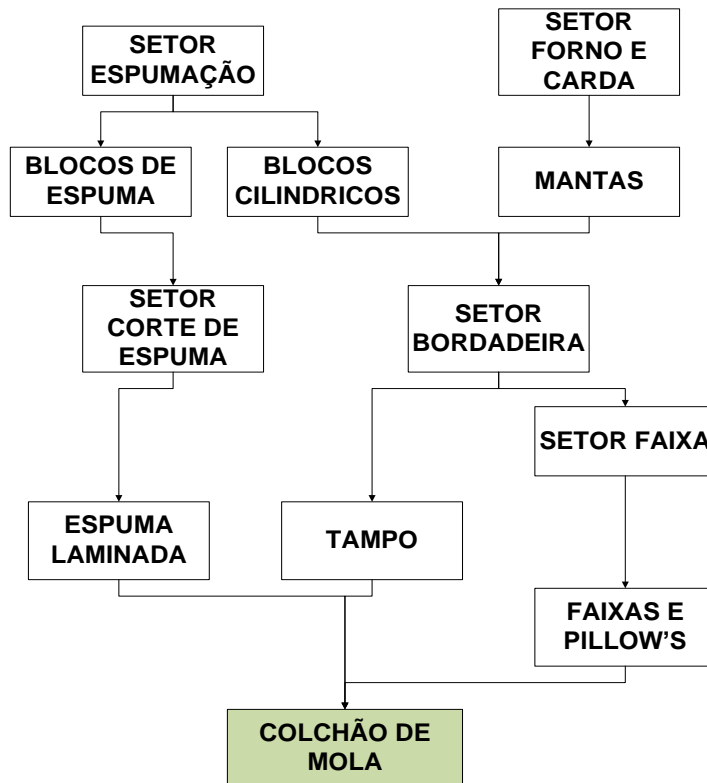 SETOR
ESPUMAÇÃO
SETOR
FORNO E
CARDA
BLOCOS DE
ESPUMA
BLOCOS
CILINDRICOS
MANTAS
SETOR
CORTE DE
ESPUMA
SETOR
BORDADEIRA
SETOR FAIXA
ESPUMA
LAMINADA
TAMPO
FAIXAS E
PILLOW'S
COLCHÃO DE
MOLA